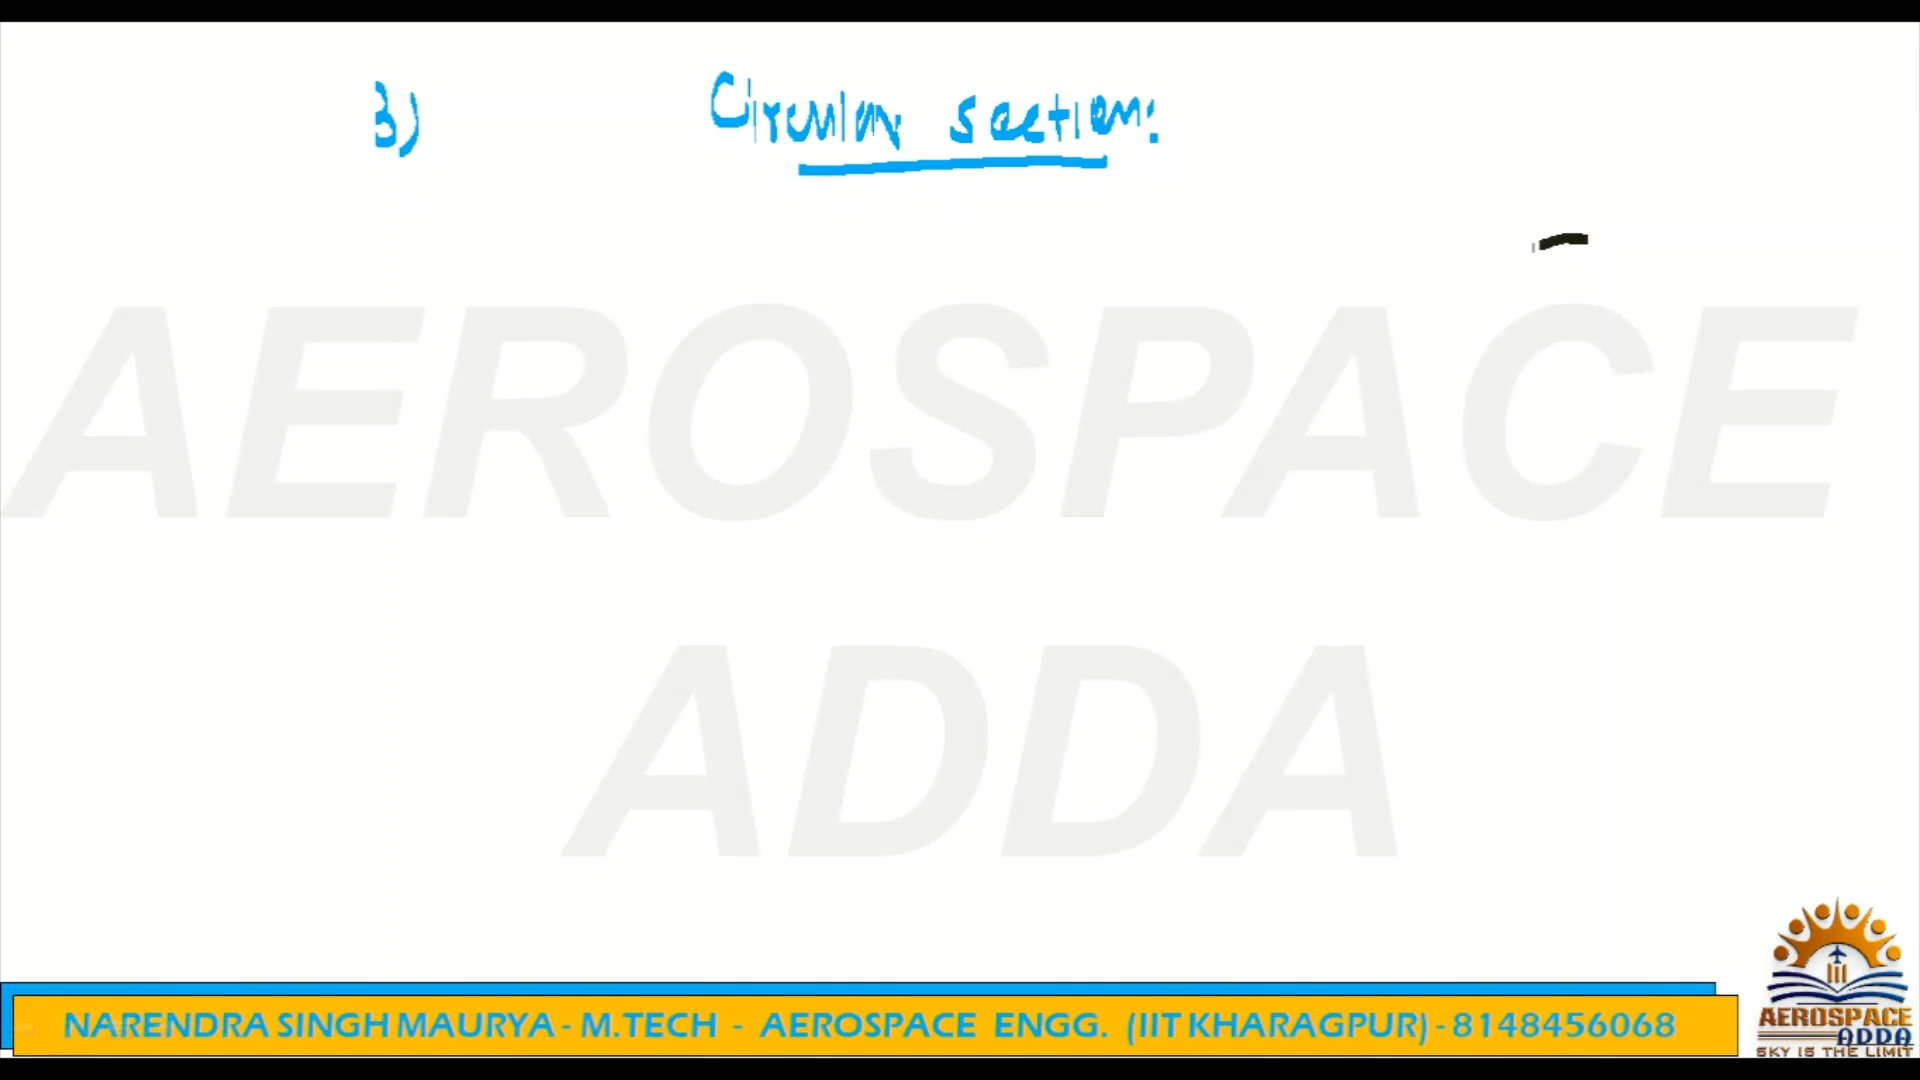 3) Circular section:
AEROSPACE
ADDA
NARENDRA SINGH MAURYA - M.TECH - AEROSPACE ENGG. (IIT KHARAGPUR) - 8148456068
AEROSPACE
ADDA
SKY IS THE LIMIT